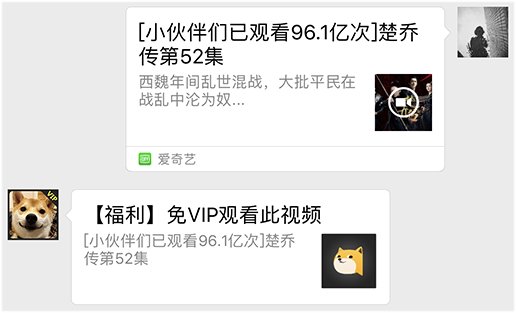 [小伙伴们已观看96.1亿次]楚乔
传第52集
西魏年间乱世混战，大批平民在
战乱中沦为奴...
爱奇艺
VIP
【福利】免VIP观看此视频
[小伙伴们已观看96.1亿次]楚乔
传第52集